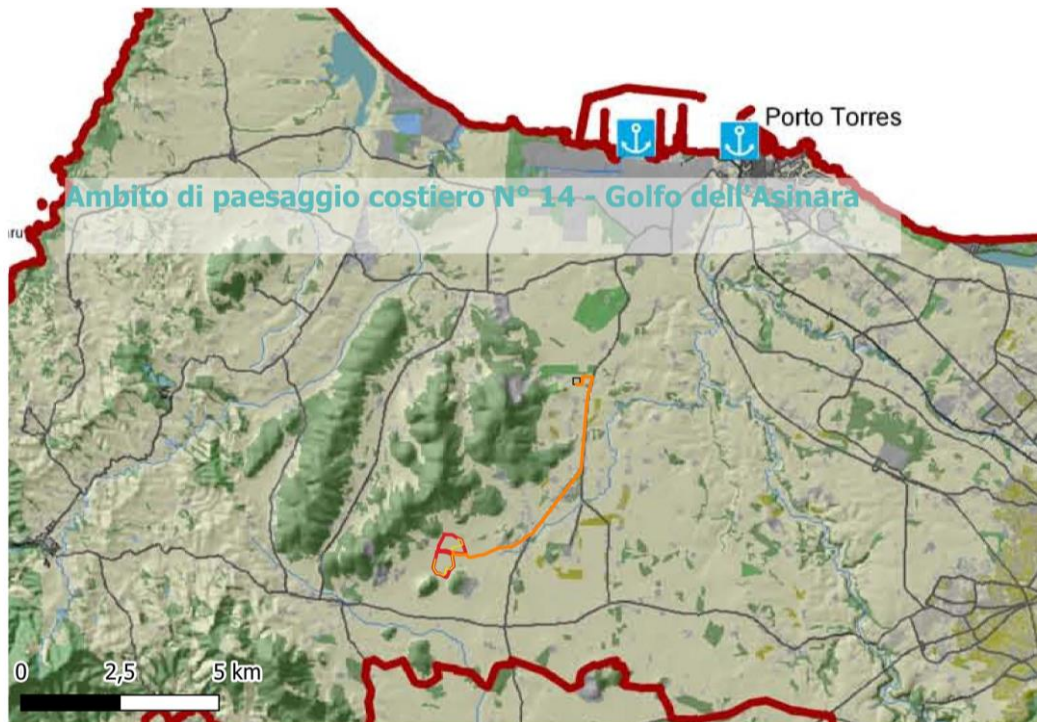 Porto Torres
Ambito di paesaggio costiero N° 14 - Golfo dell'Asinara
0 2,5 5 km